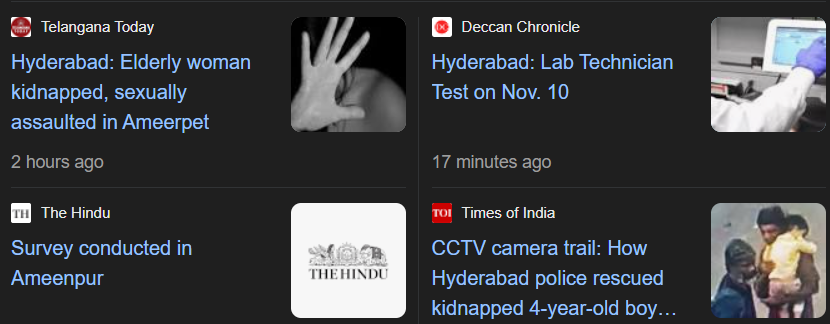 Telangana Today
Hyderabad: Elderly woman
kidnapped, sexually
assaulted in Ameerpet
2 hours ago
Deccan Chronicle
Hyderabad: Lab Technician
Test on Nov. 10
17 minutes ago
TH The Hindu
Survey conducted in
Ameenpur
THE HINDU
TOI Times of India
CCTV camera trail: How
Hyderabad police rescued
kidnapped 4-year-old boy…